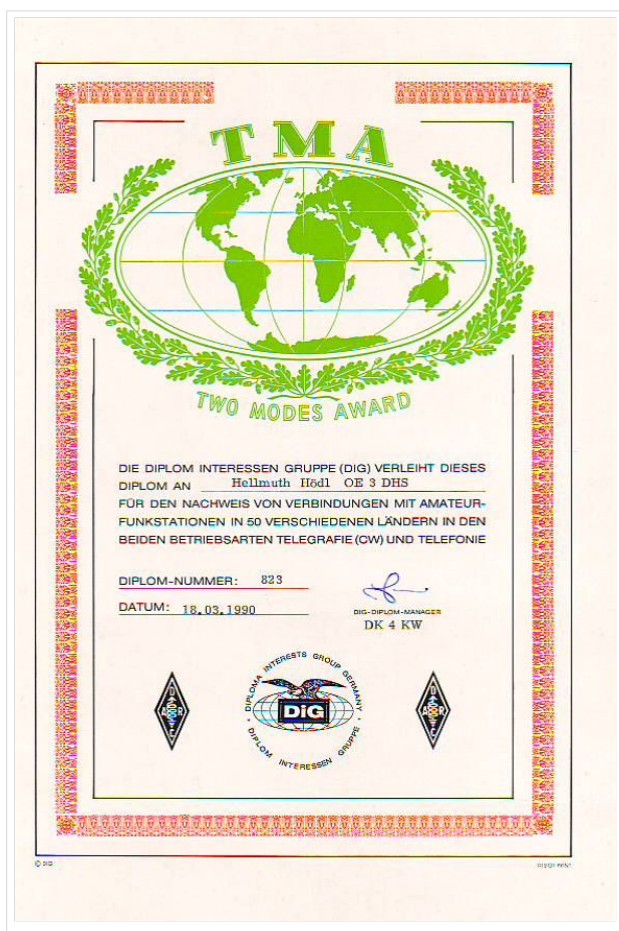 TMA
TWO MODES AWARD
DIE DIPLOM INTERESSEN GRUPPE (DIG) VERLEIHT DIESES
DIPLOM AN Hellmuth Hödl OE 3 DHS
FÜR DEN NACHWEIS VON VERBINDUNGEN MIT AMATEUR-
FUNKSTATIONEN IN 50 VERSCHIEDENEN LÄNDERN IN DEN
BEIDEN BETRIEBSARTEN TELEGRAFIE (CW) UND TELEFONIE
DIPLOM-NUMMER: 823
DATUM: 18.03.1990
DIG-DIPLOM-MANAGER
DK 4 KW
DIPLOMA INTERESTS GROUP GERMANY
DiG
DIPLOM INTERESSEN GRUPPE
© DIG